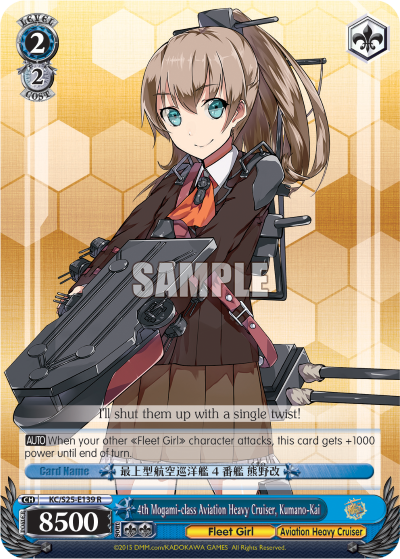 LEVEL
2
2
COST
SAMPLE
I'll shut them up with a single twist!
AUTO When your other «Fleet Girl» character attacks, this card gets +1000
power until end of turn.
Card Name 最上型航空巡洋艦 4番艦 熊野改
CH KC/S25-E139 R 4th Mogami-class Aviation Heavy Cruiser, Kumano-Kai
POWER 8500 SOUL Fleet Girl Aviation Heavy Cruiser
©2015 DMM.com/KADOKAWA GAMES All Rights Reserved.